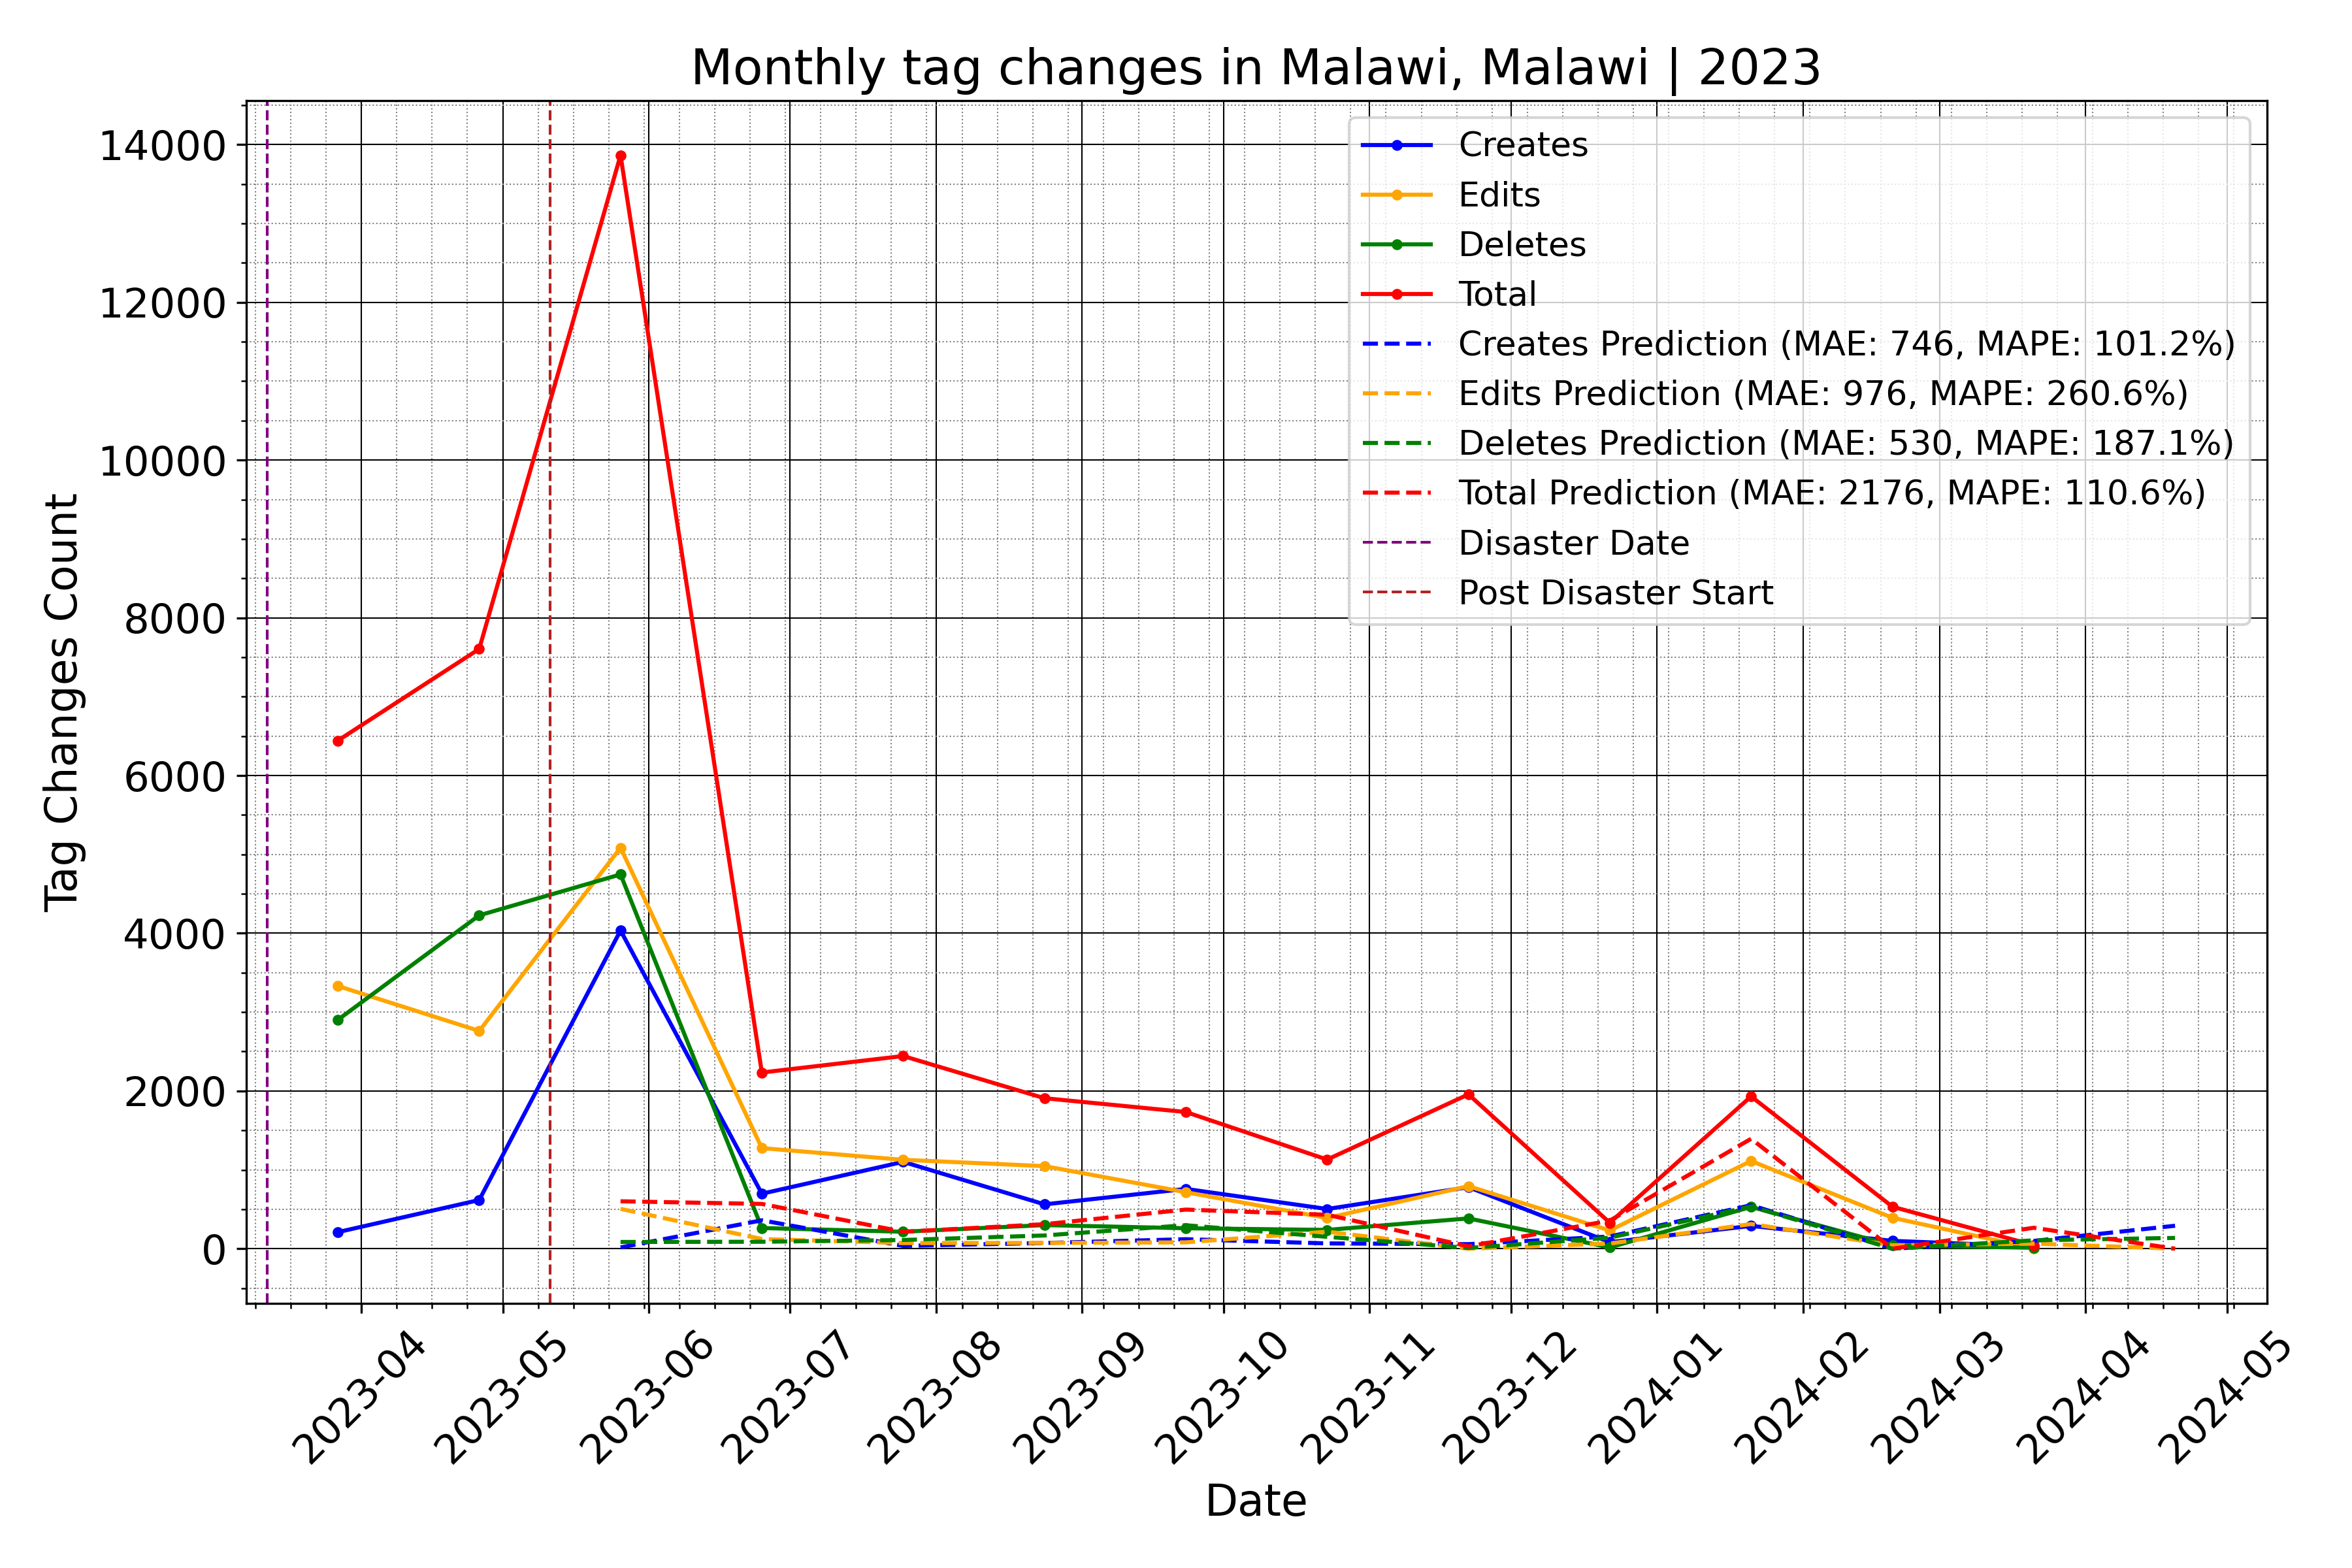 Monthly tag changes in Malawi, Malawi | 2023
Tag Changes Count
14000
12000
10000
8000
6000
4000
2000
0
Creates
Edits
Deletes
Total
Creates Prediction (MAE: 746, MAPE: 101.2%)
Edits Prediction (MAE: 976, MAPE: 260.6%)
Deletes Prediction (MAE: 530, MAPE: 187.1%)
Total Prediction (MAE: 2176, MAPE: 110.6%)
Disaster Date
Post Disaster Start
2023-04
2023-05
2023-06
2023-07
2023-08
2023-09
2023-10
2023-11
2023-12
2024-01
2024-02
2024-03
2024-04
2024-05
Date